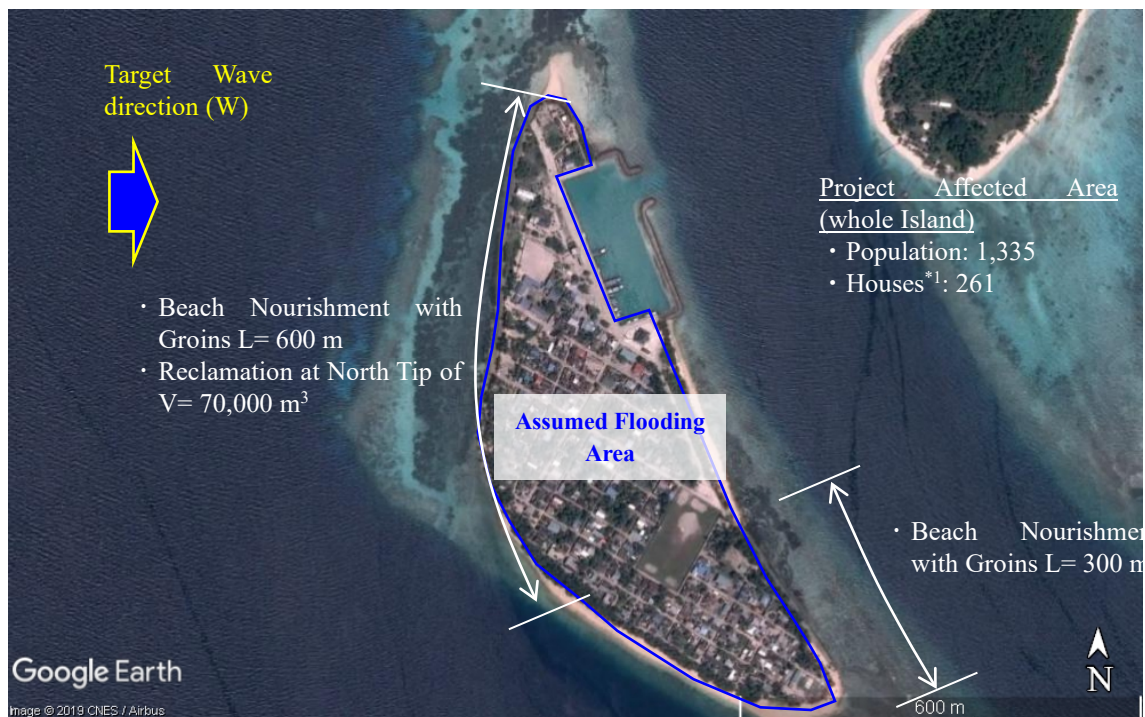 Target Wave
direction (W)
Project Affected Area
(whole Island)
・Population: 1,335
・Houses*1: 261
・Beach Nourishment with
Groins L= 600 m
・Reclamation at North Tip of
V= 70,000 m3
Assumed Flooding
Area
・Beach Nourishmen
with Groins L= 300 m
N
600 m
Google Earth
Image © 2019 CNES / Airbus